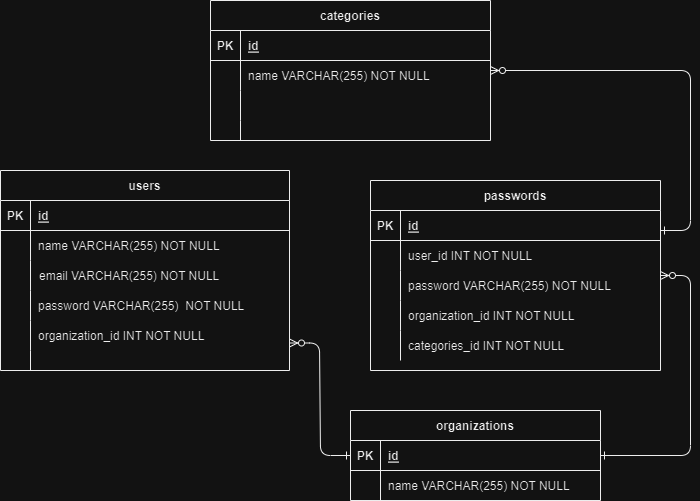 categories
PK id
name VARCHAR(255) NOT NULL
users
PK id
name VARCHAR(255) NOT NULL
email VARCHAR(255) NOT NULL
password VARCHAR(255)  NOT NULL
organization_id INT NOT NULL
passwords
PK id
user_id INT NOT NULL
password VARCHAR(255) NOT NULL
organization_id INT NOT NULL
categories_id INT NOT NULL
organizations
PK id
name VARCHAR(255) NOT NULL